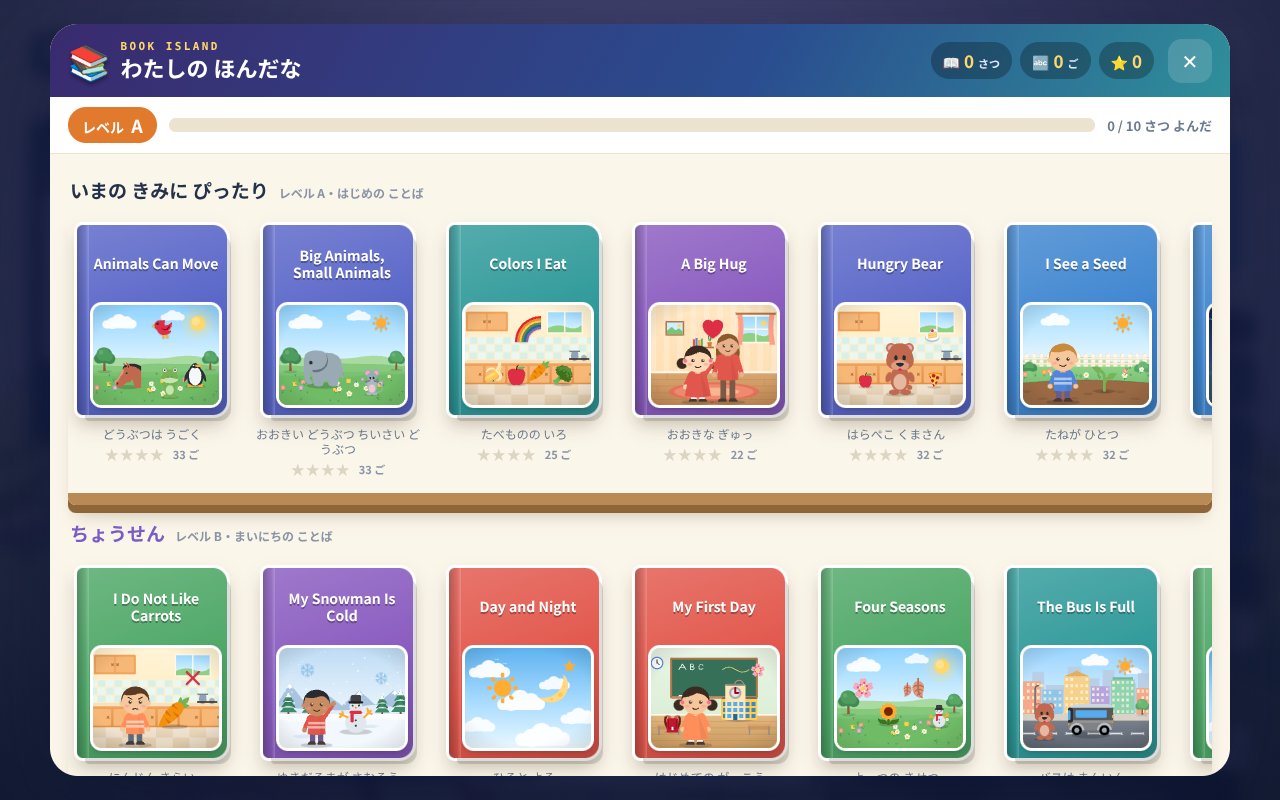 BOOK ISLAND
わたしの ほんだな
0 さつ
abc 0 ご
0
✕
レベル A
0 / 10 さつ よんだ
いまの きみに ぴったり レベル A・はじめの ことば
Animals Can Move
Big Animals,
Small Animals
Colors I Eat
A Big Hug
Hungry Bear
I See a Seed
どうぶつは うごく
★★★★ 33 ご
おおきい どうぶつ ちいさい ど
うぶつ
★★★★ 33 ご
たべものの いろ
★★★★ 25 ご
おおきな ぎゅっ
★★★★ 22 ご
はらぺこ くまさん
★★★★ 32 ご
たねが ひとつ
★★★★ 32 ご
ちょうせん レベル B・まいにちの ことば
I Do Not Like
Carrots
My Snowman Is
Cold
Day and Night
My First Day
A B C
Four Seasons
The Bus Is Full